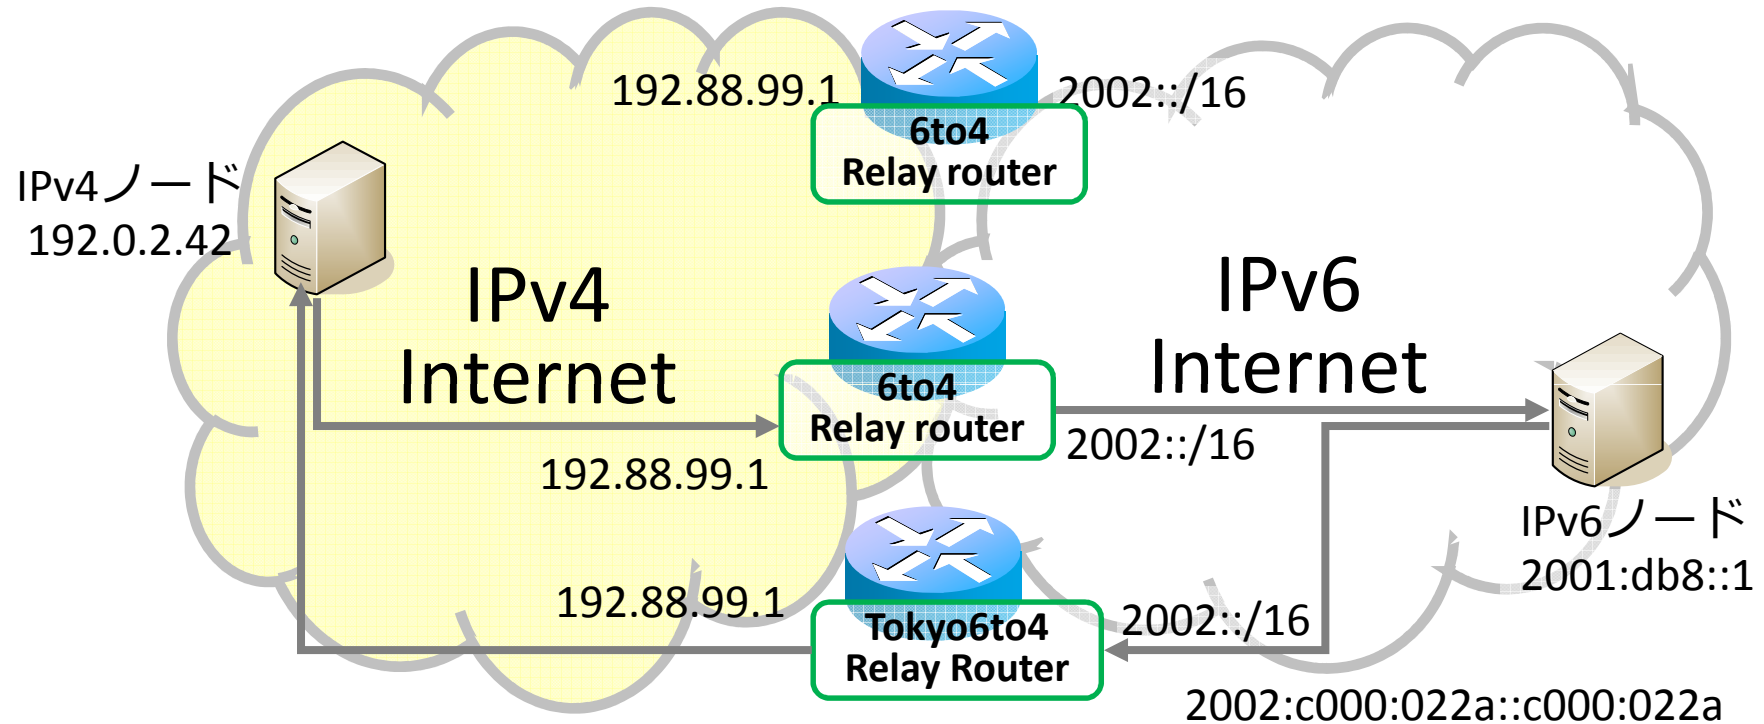 192.88.99.1
2002::/16
6to4
Relay router
IPv4ノード
192.0.2.42
IPv4
Internet
IPv6
Internet
6to4
Relay router
192.88.99.1
2002::/16
IPv6ノード
2001:db8::1
192.88.99.1
2002::/16
Tokyo6to4
Relay Router
2002:c000:022a::c000:022a